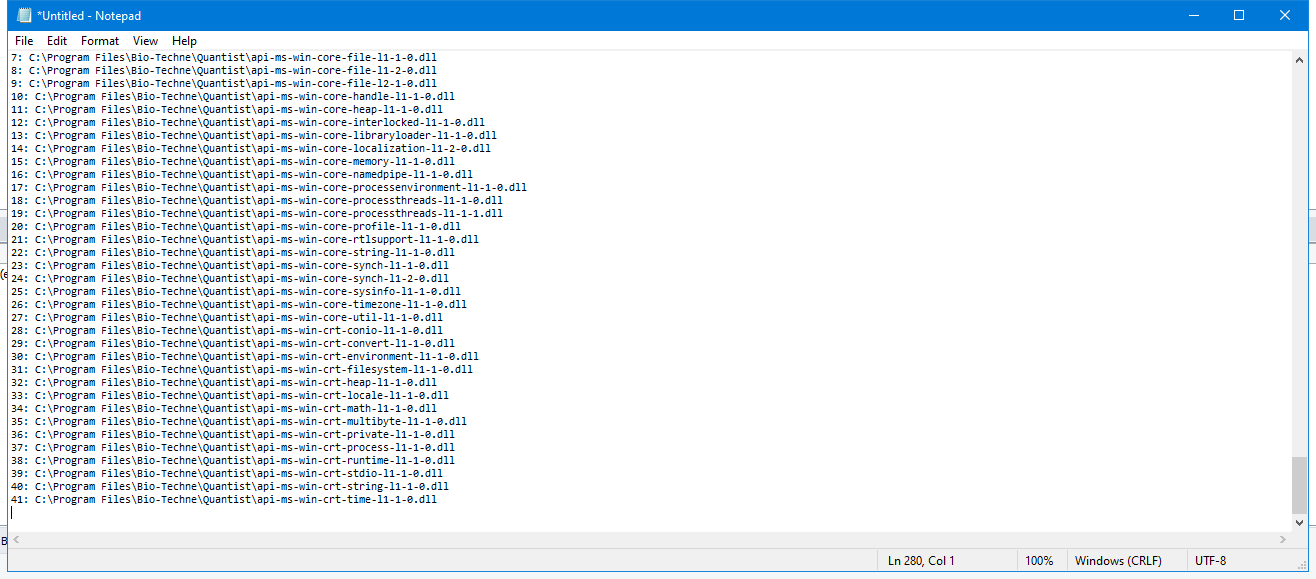 *Untitled - Notepad
File Edit Format View Help
7: C:\Program Files\Bio-Techne\Quantist\api-ms-win-core-file-l1-1-0.dll
8: C:\Program Files\Bio-Techne\Quantist\api-ms-win-core-file-l1-2-0.dll
9: C:\Program Files\Bio-Techne\Quantist\api-ms-win-core-file-l2-1-0.dll
10: C:\Program Files\Bio-Techne\Quantist\api-ms-win-core-handle-l1-1-0.dll
11: C:\Program Files\Bio-Techne\Quantist\api-ms-win-core-heap-l1-1-0.dll
12: C:\Program Files\Bio-Techne\Quantist\api-ms-win-core-interlocked-l1-1-0.dll
13: C:\Program Files\Bio-Techne\Quantist\api-ms-win-core-libraryloader-l1-1-0.dll
14: C:\Program Files\Bio-Techne\Quantist\api-ms-win-core-localization-l1-2-0.dll
15: C:\Program Files\Bio-Techne\Quantist\api-ms-win-core-memory-l1-1-0.dll
16: C:\Program Files\Bio-Techne\Quantist\api-ms-win-core-namedpipe-l1-1-0.dll
17: C:\Program Files\Bio-Techne\Quantist\api-ms-win-core-processenvironment-l1-1-0.dll
18: C:\Program Files\Bio-Techne\Quantist\api-ms-win-core-processthreads-l1-1-0.dll
19: C:\Program Files\Bio-Techne\Quantist\api-ms-win-core-processthreads-l1-1-1.dll
20: C:\Program Files\Bio-Techne\Quantist\api-ms-win-core-profile-l1-1-0.dll
21: C:\Program Files\Bio-Techne\Quantist\api-ms-win-core-rtlsupport-l1-1-0.dll
22: C:\Program Files\Bio-Techne\Quantist\api-ms-win-core-string-l1-1-0.dll
23: C:\Program Files\Bio-Techne\Quantist\api-ms-win-core-synch-l1-1-0.dll
24: C:\Program Files\Bio-Techne\Quantist\api-ms-win-core-synch-l1-2-0.dll
25: C:\Program Files\Bio-Techne\Quantist\api-ms-win-core-sysinfo-l1-1-0.dll
26: C:\Program Files\Bio-Techne\Quantist\api-ms-win-core-timezone-l1-1-0.dll
27: C:\Program Files\Bio-Techne\Quantist\api-ms-win-core-util-l1-1-0.dll
28: C:\Program Files\Bio-Techne\Quantist\api-ms-win-crt-conio-l1-1-0.dll
29: C:\Program Files\Bio-Techne\Quantist\api-ms-win-crt-convert-l1-1-0.dll
30: C:\Program Files\Bio-Techne\Quantist\api-ms-win-crt-environment-l1-1-0.dll
31: C:\Program Files\Bio-Techne\Quantist\api-ms-win-crt-filesystem-l1-1-0.dll
32: C:\Program Files\Bio-Techne\Quantist\api-ms-win-crt-heap-l1-1-0.dll
33: C:\Program Files\Bio-Techne\Quantist\api-ms-win-crt-locale-l1-1-0.dll
34: C:\Program Files\Bio-Techne\Quantist\api-ms-win-crt-math-l1-1-0.dll
35: C:\Program Files\Bio-Techne\Quantist\api-ms-win-crt-multibyte-l1-1-0.dll
36: C:\Program Files\Bio-Techne\Quantist\api-ms-win-crt-private-l1-1-0.dll
37: C:\Program Files\Bio-Techne\Quantist\api-ms-win-crt-process-l1-1-0.dll
38: C:\Program Files\Bio-Techne\Quantist\api-ms-win-crt-runtime-l1-1-0.dll
39: C:\Program Files\Bio-Techne\Quantist\api-ms-win-crt-stdio-l1-1-0.dll
40: C:\Program Files\Bio-Techne\Quantist\api-ms-win-crt-string-l1-1-0.dll
41: C:\Program Files\Bio-Techne\Quantist\api-ms-win-crt-time-l1-1-0.dll
Ln 280, Col 1 100% Windows (CRLF) UTF-8